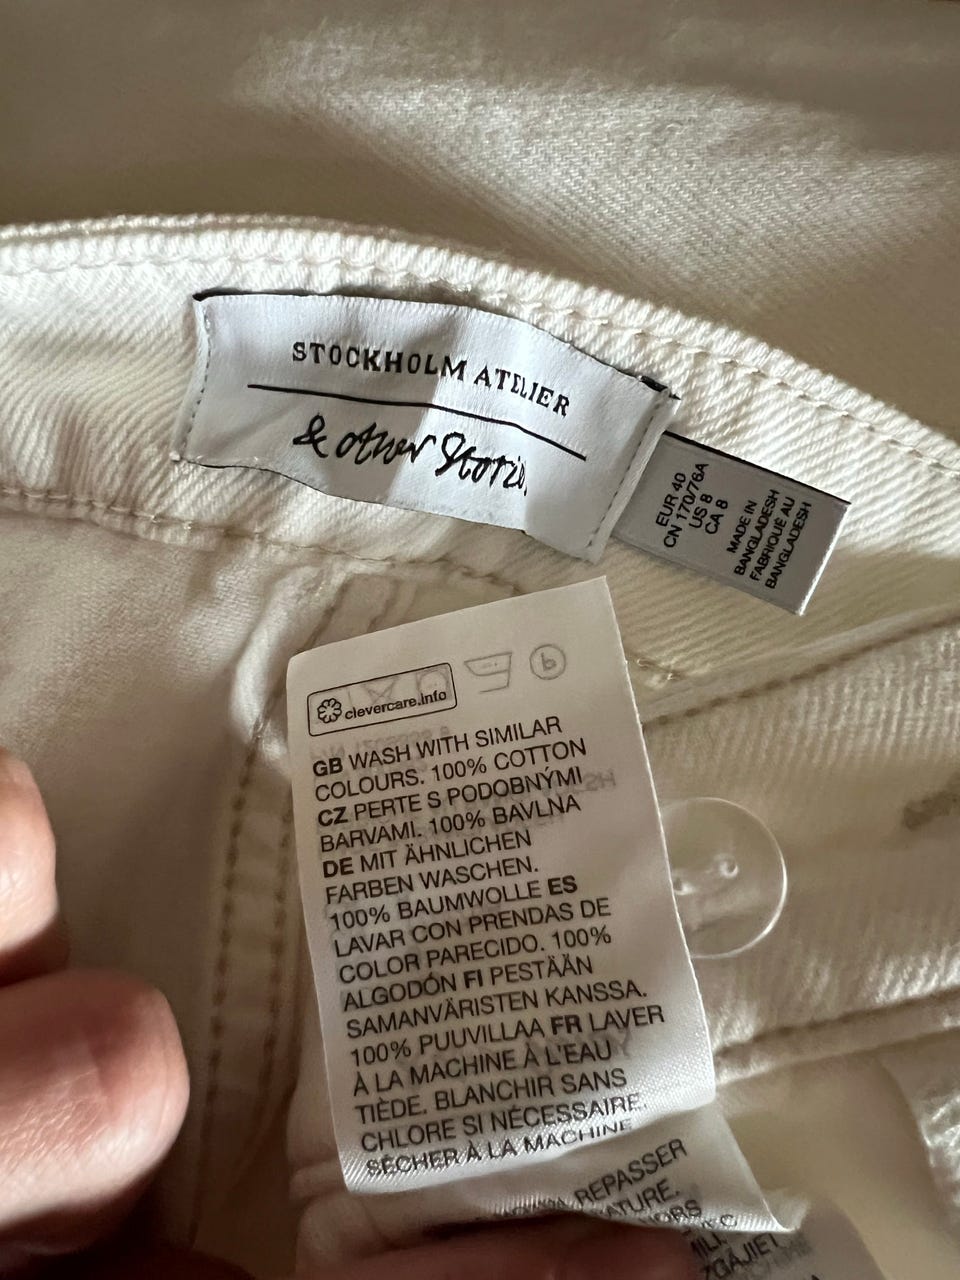 STOCKHOLM ATELIER
& other Stories
EUR 40
CN 170/76A
US 8
CA 8
MADE IN
BANGLADESH
FABRIQUÉ AU
BANGLADESH
clevercare.info
GB WASH WITH SIMILAR
COLOURS. 100% COTTON
CZ PERTE S PODOBNÝMI
BARVAMI. 100% BAVLNA
DE MIT ÄHNLICHEN
FARBEN WASCHEN.
100% BAUMWOLLE ES
LAVAR CON PRENDAS DE
COLOR PARECIDO. 100%
ALGODÓN FI PESTÄÄN
SAMANVÄRISTEN KANSSA.
100% PUUVILLAA FR LAVER
À LA MACHINE À L'EAU
TIÈDE. BLANCHIR SANS
CHLORE SI NÉCESSAIRE.
SÉCHER À LA MACHINE
REPASSER